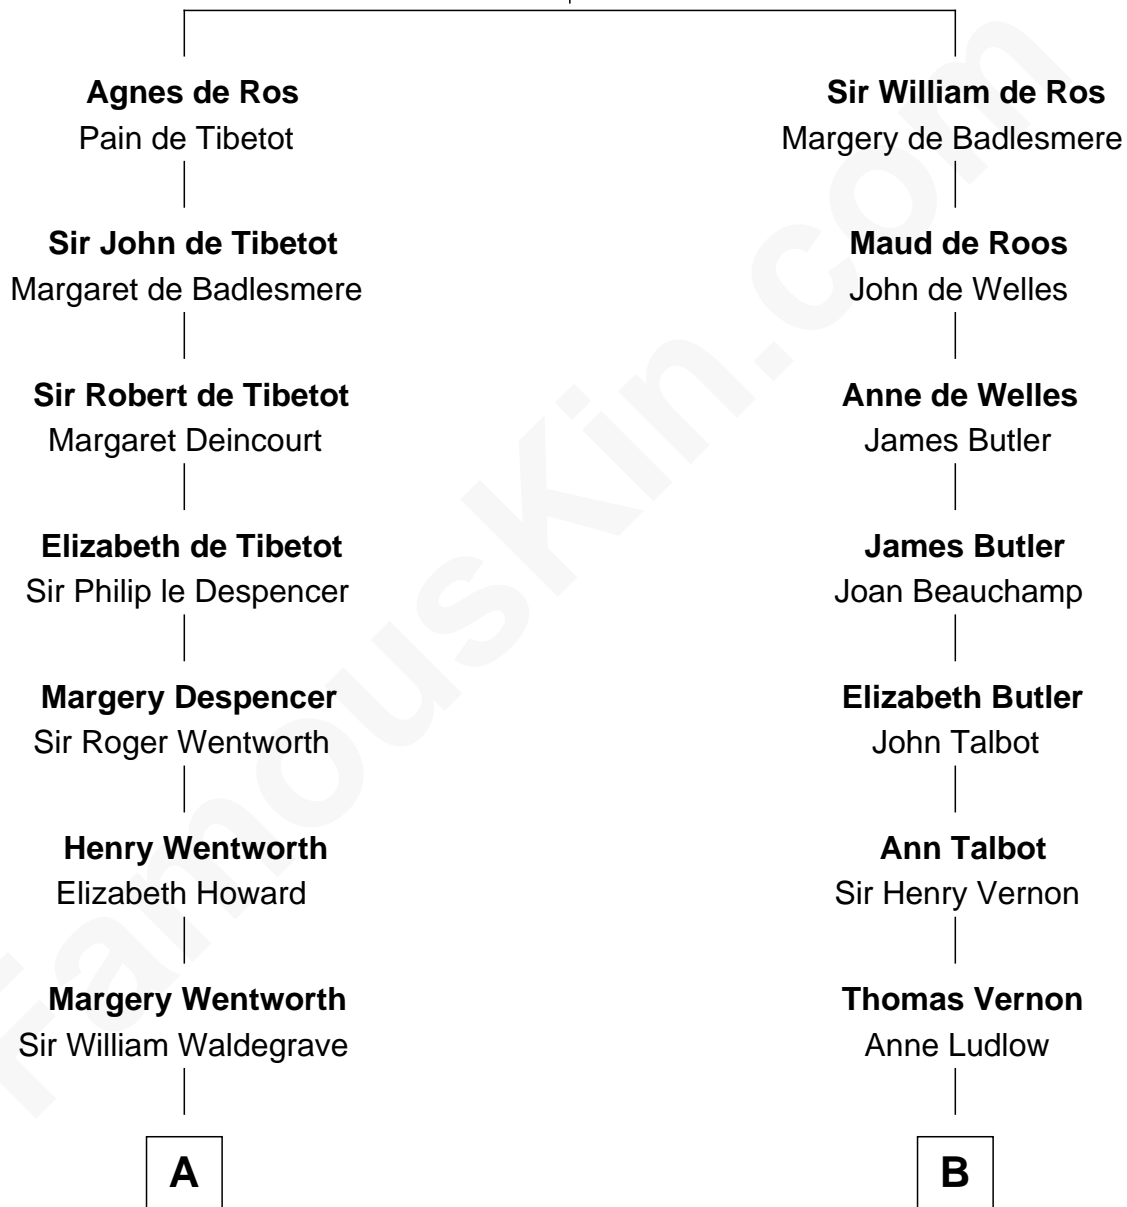 Agnes de Ros
Pain de Tibetot
Sir John de Tibetot
Margaret de Badlesmere
Sir Robert de Tibetot
Margaret Deincourt
Elizabeth de Tibetot
Sir Philip le Despencer
Margery Despencer
Sir Roger Wentworth
Henry Wentworth
Elizabeth Howard
Margery Wentworth
Sir William Waldegrave
A
Sir William de Ros
Margery de Badlesmere
Maud de Roos
John de Welles
Anne de Welles
James Butler
James Butler
Joan Beauchamp
Elizabeth Butler
John Talbot
Ann Talbot
Sir Henry Vernon
Thomas Vernon
Anne Ludlow
B
FamousKin.com